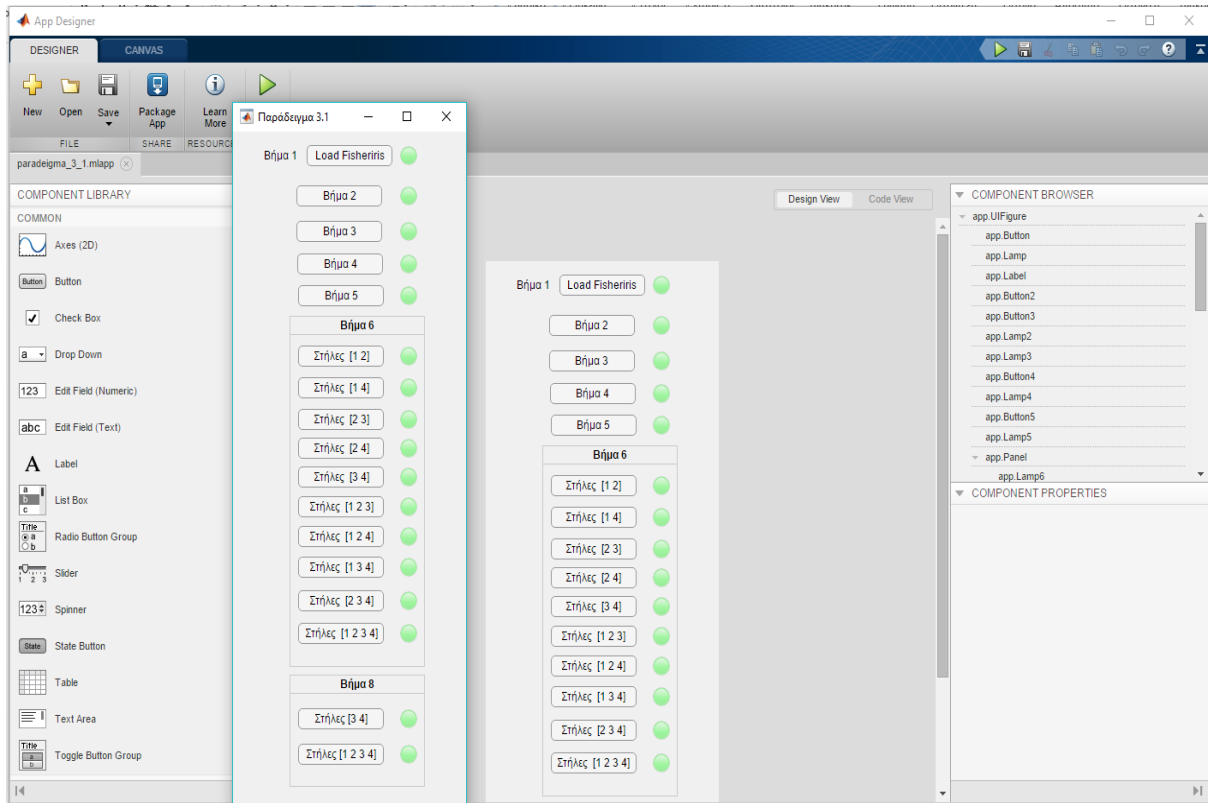 App Designer
DESIGNER
CANVAS
New
Open
Save
Package
App
Learn
More
FILE
SHARE
RESOURC
paradeigma_3_1.mlapp
COMPONENT LIBRARY
COMMON
Axes (2D)
Button
Button
Check Box
a
Drop Down
123
Edit Field (Numeric)
abc
Edit Field (Text)
A
Label
a
b
c
List Box
Title
a
b
Radio Button Group
1 2 3
Slider
123
Spinner
State
State Button
Table
Text Area
Title
a
b
Toggle Button Group
Παράδειγμα 3.1
Βήμα 1
Load Fisheriris
Βήμα 2
Βήμα 3
Βήμα 4
Βήμα 5
Βήμα 6
Στήλες [1 2]
Στήλες [1 4]
Στήλες [2 3]
Στήλες [2 4]
Στήλες [3 4]
Στήλες [1 2 3]
Στήλες [1 2 4]
Στήλες [1 3 4]
Στήλες [2 3 4]
Στήλες [1 2 3 4]
Βήμα 8
Στήλες [3 4]
Στήλες [1 2 3 4]
Design View
Code View
Βήμα 1
Load Fisheriris
Βήμα 2
Βήμα 3
Βήμα 4
Βήμα 5
Βήμα 6
Στήλες [1 2]
Στήλες [1 4]
Στήλες [2 3]
Στήλες [2 4]
Στήλες [3 4]
Στήλες [1 2 3]
Στήλες [1 2 4]
Στήλες [1 3 4]
Στήλες [2 3 4]
Στήλες [1 2 3 4]
COMPONENT BROWSER
app.UIFigure
app.Button
app.Lamp
app.Label
app.Button2
app.Button3
app.Lamp2
app.Lamp3
app.Button4
app.Lamp4
app.Button5
app.Lamp5
app.Panel
app.Lamp6
COMPONENT PROPERTIES